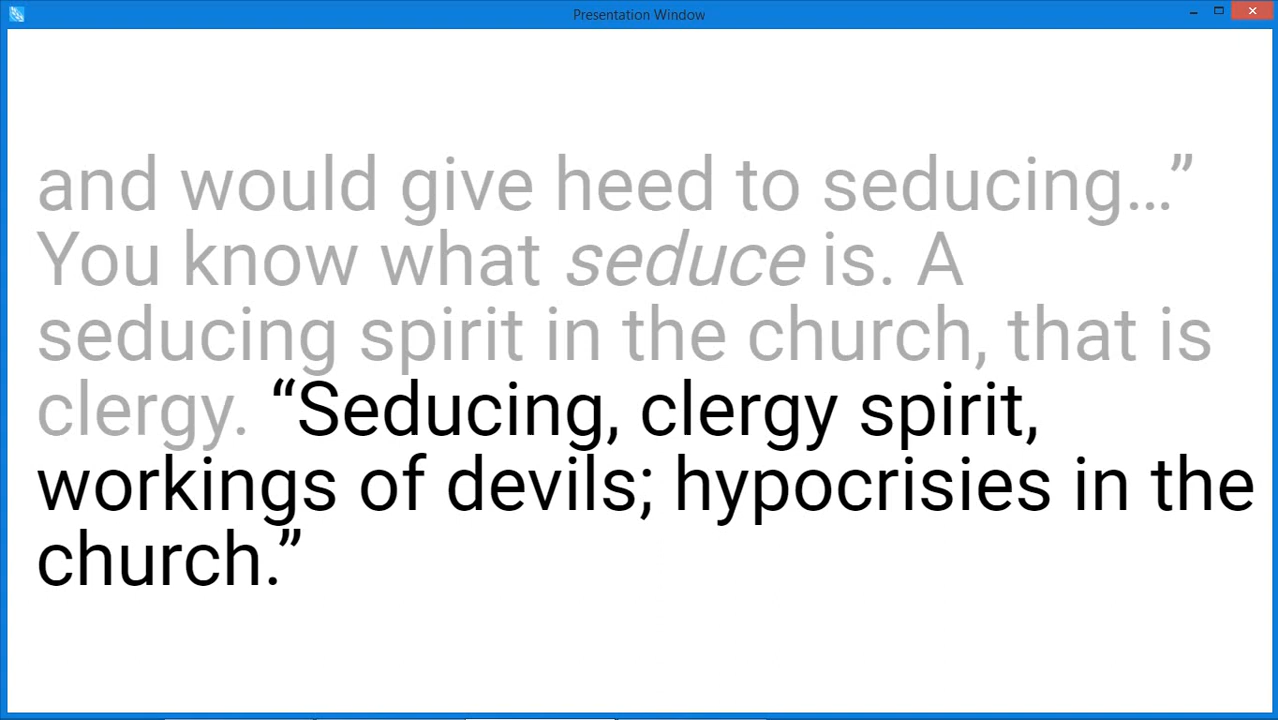 Presentation Window
and would give heed to seducing…”
You know what seduce is. A
seducing spirit in the church, that is
clergy. “Seducing, clergy spirit,
workings of devils; hypocrisies in the
church.”